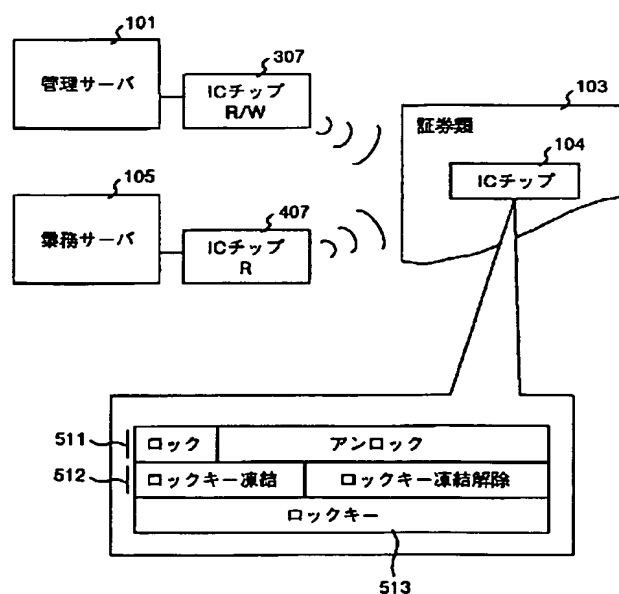 101
管理サーバ
307
ICチップ
R/W
103
証券類
104
ICチップ
105
業務サーバ
407
ICチップ
R
511
ロック
アンロック
512
ロックキー凍結
ロックキー凍結解除
ロックキー
513